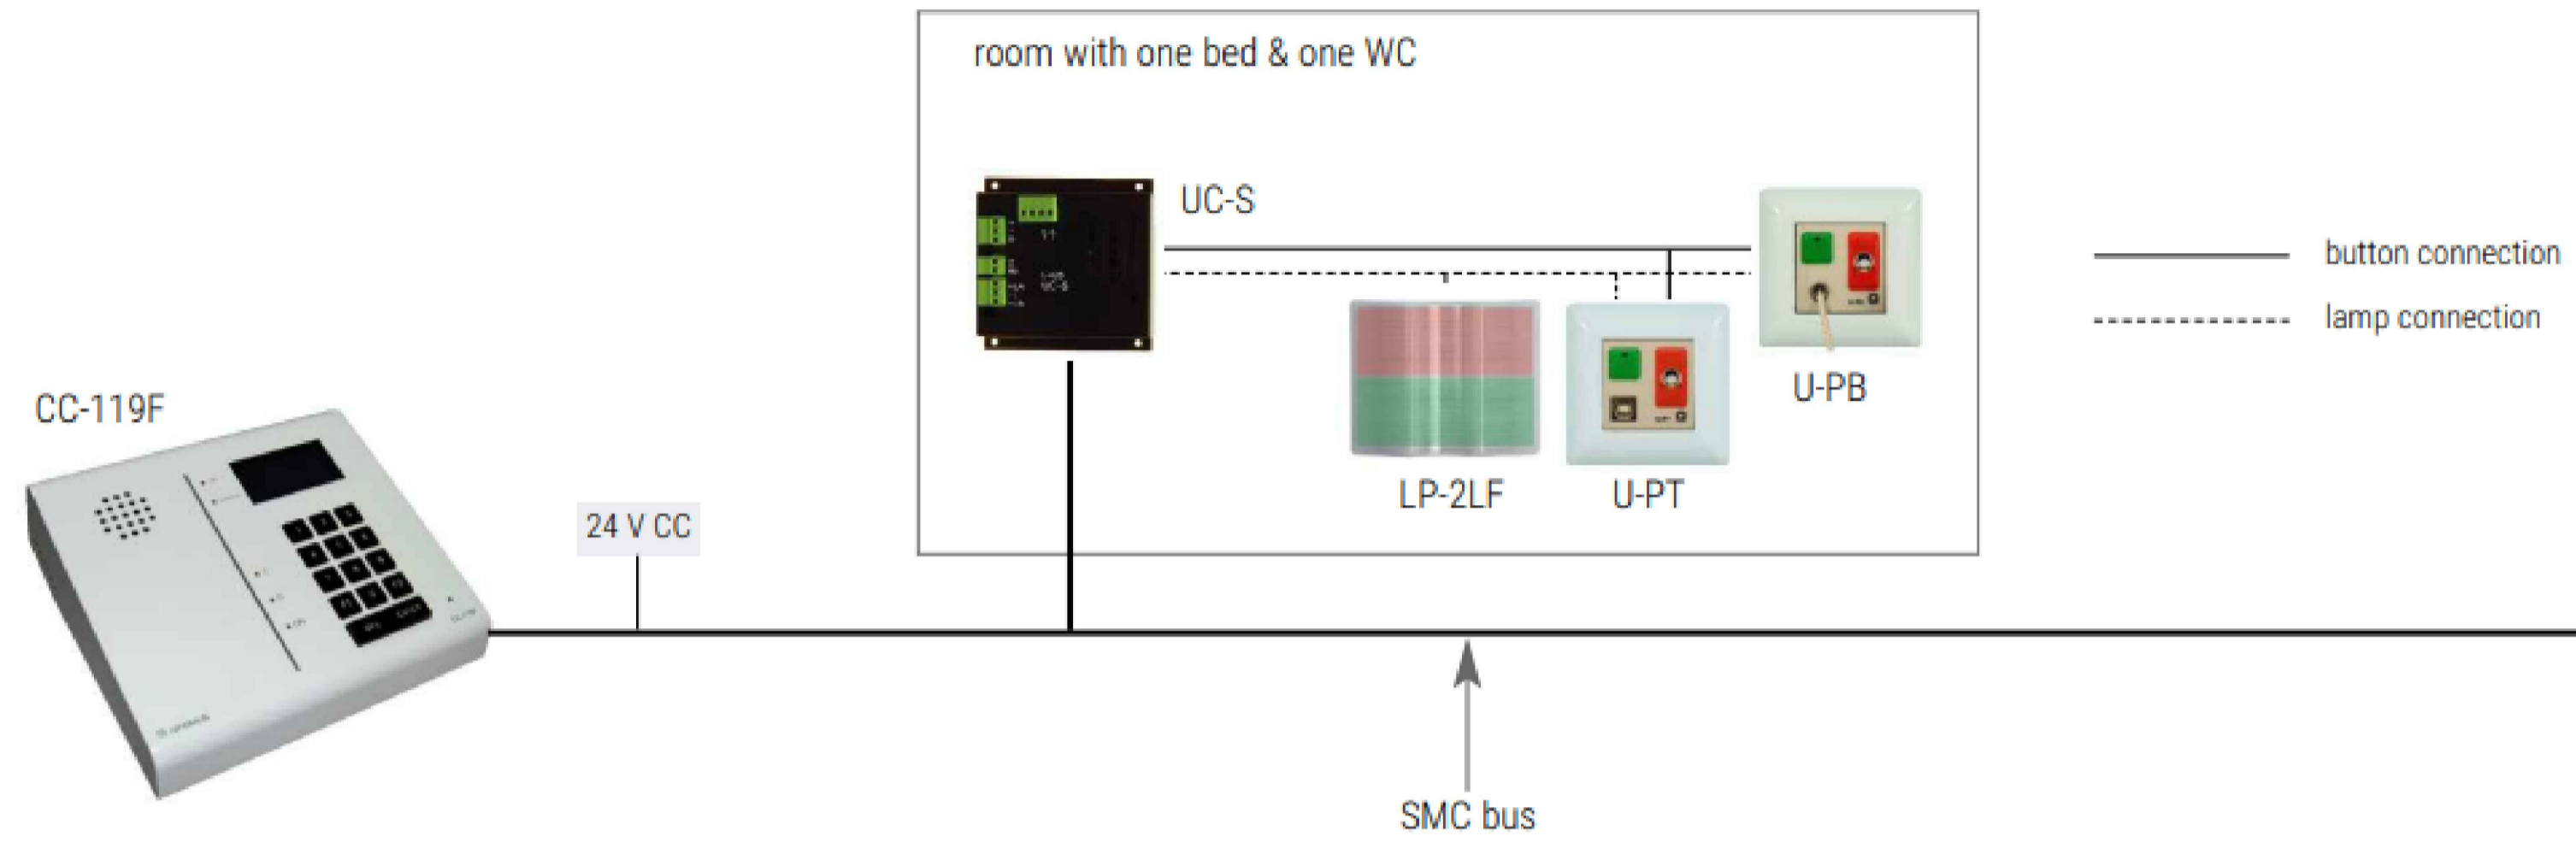 room with one bed & one WC
UC-S
button connection
lamp connection
U-PB
CC-119F
LP-2LF
U-PT
24 V CC
SMC bus